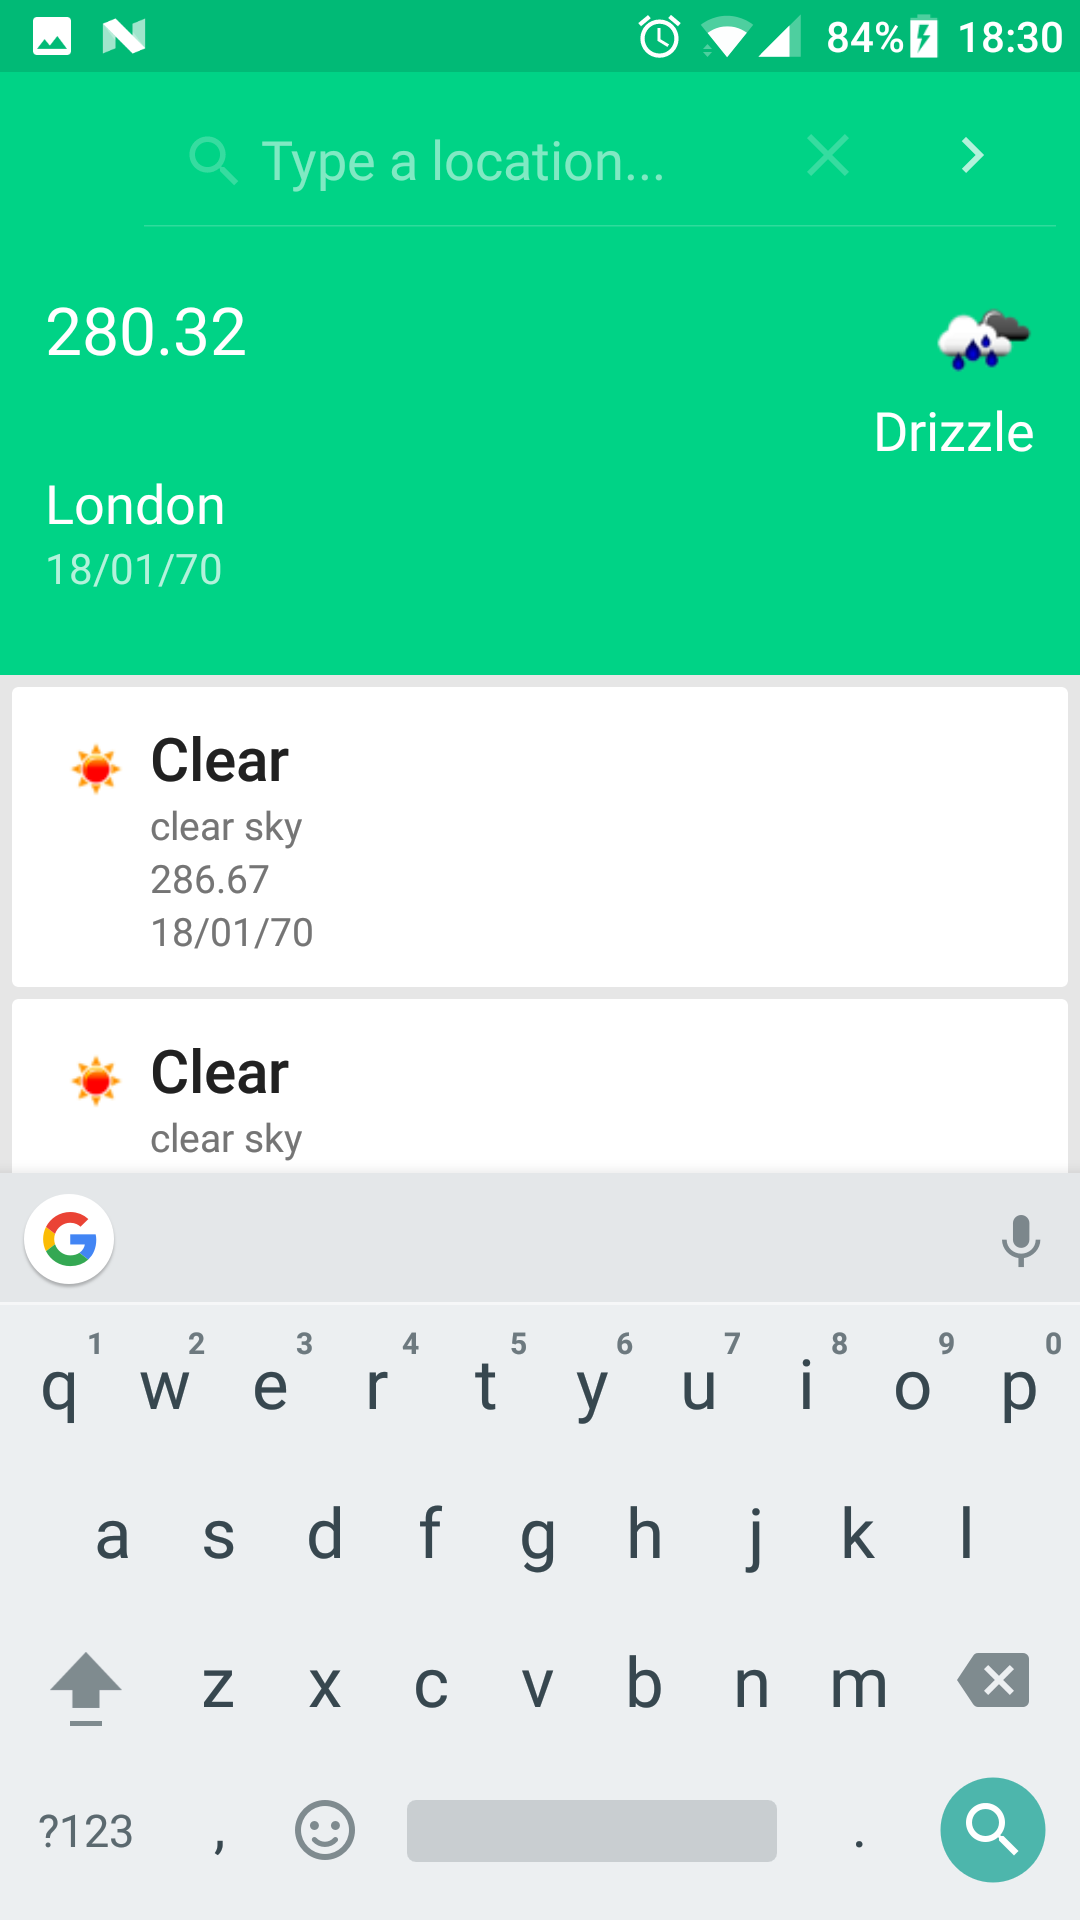 84% 18:30
Type a location...
280.32
Drizzle
London
18/01/70
Clear
clear sky
286.67
18/01/70
Clear
clear sky
1 2 3 4 5 6 7 8 9 0
q w e r t y u i o p
a s d f g h j k l
z x c v b n m
?123 , .